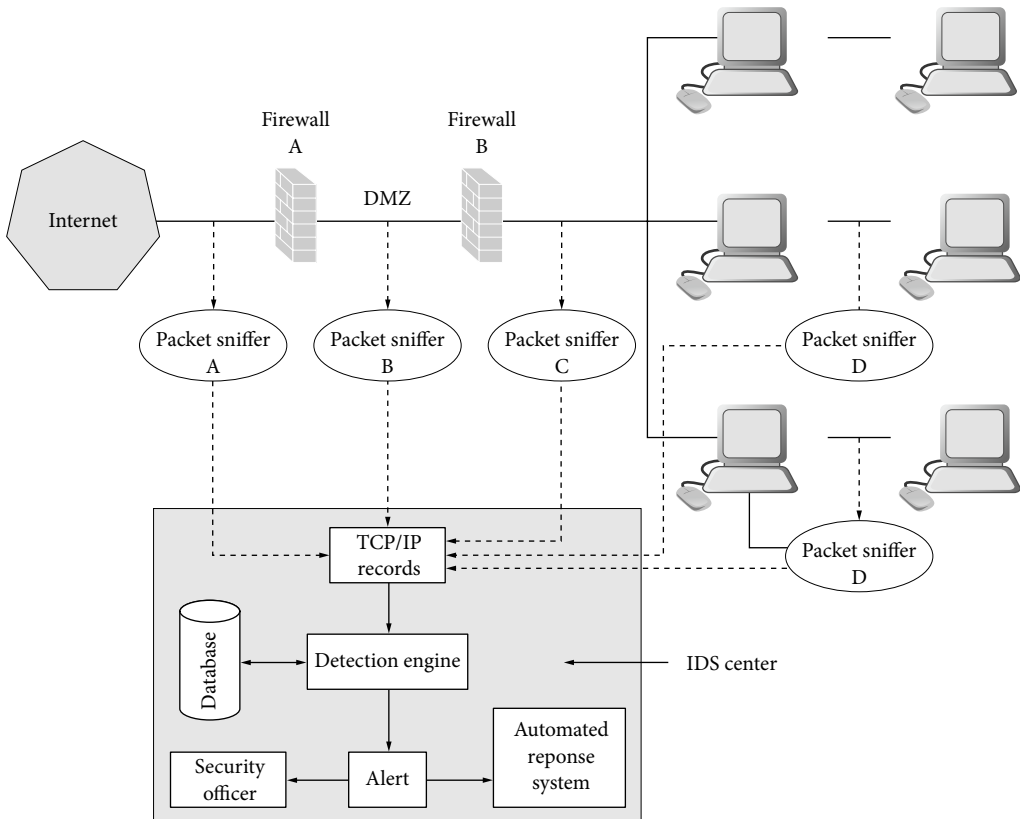 Firewall
A
Firewall
B
Internet
DMZ
Packet sniffer
A
Packet sniffer
B
Packet sniffer
C
Packet sniffer
D
TCP/IP
records
Packet sniffer
D
Database
Detection engine
IDS center
Security
officer
Alert
Automated
reponse
system